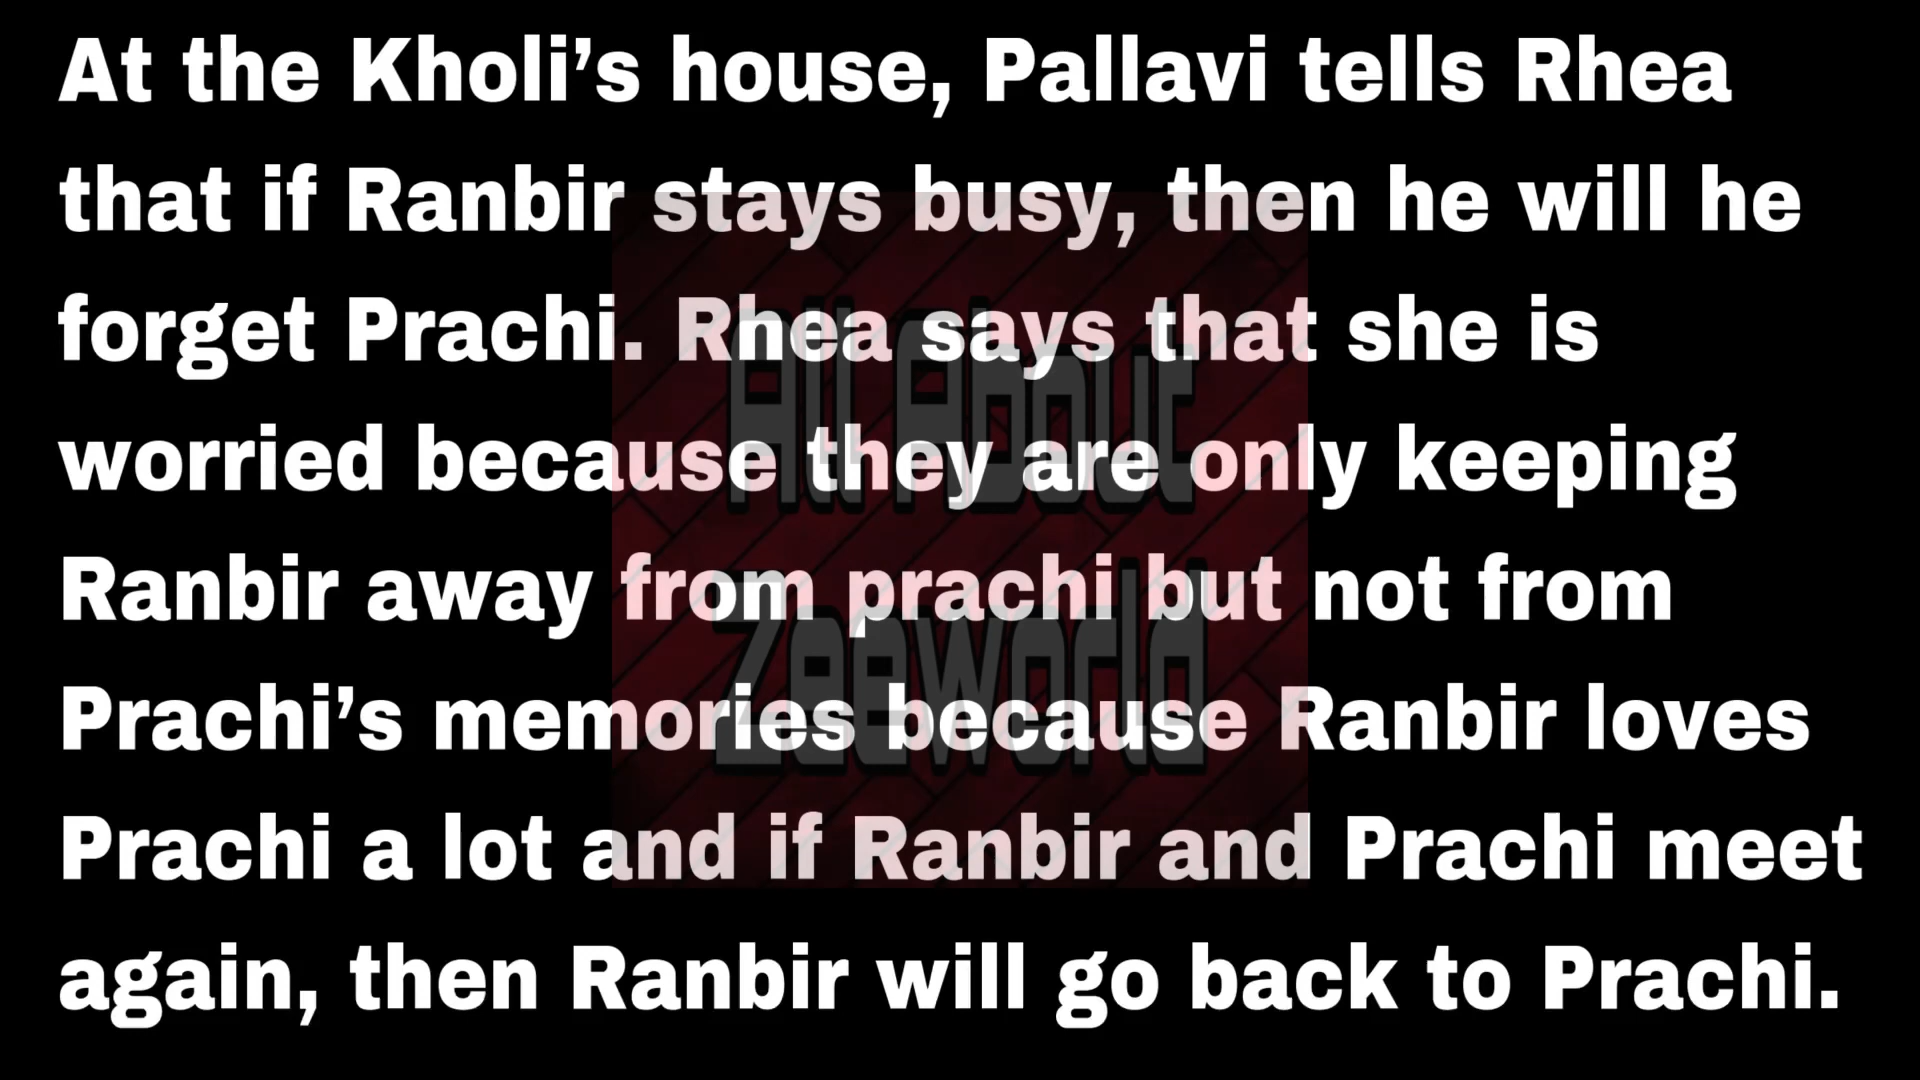 At the Kholi’s house, Pallavi tells Rhea
that if Ranbir stays busy, then he will he
forget Prachi. Rhea says that she is
worried because they are only keeping
Ranbir away from prachi but not from
Prachi’s memories because Ranbir loves
Prachi a lot and if Ranbir and Prachi meet
again, then Ranbir will go back to Prachi.
All About
Zeeworld